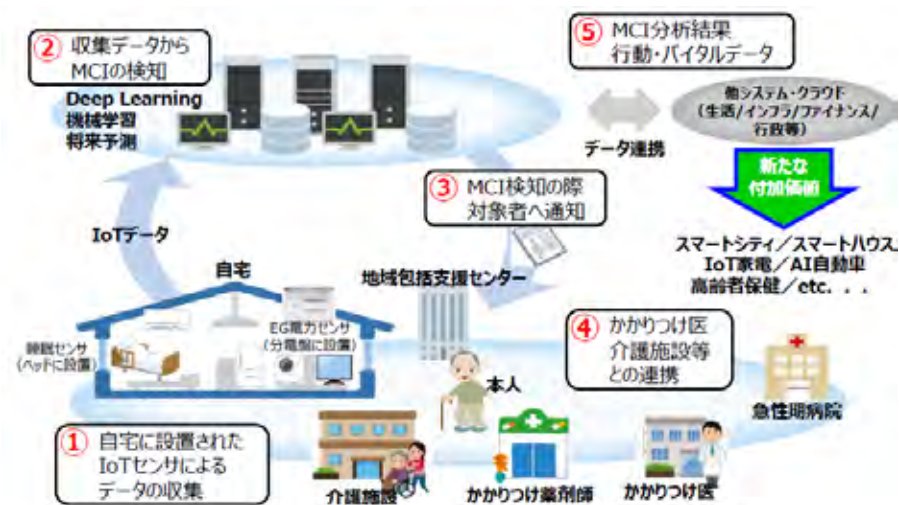 ② 収集データから
MCIの検知
Deep Learning
機械学習
将来予測
⑤ MCI分析結果
行動・バイタルデータ
他システム・クラウド
(生活/インフラ/ファイナンス/
行政等)
データ連携
新たな
付加価値
③ MCI検知の際
対象者へ通知
スマートシティ/スマートハウス
IoT家電/AI自動車
高齢者保健/etc...
IoTデータ
自宅
地域包括支援センター
EG電力センサ
(分電盤に設置)
睡眠センサ
(ベッドに設置)
④ かかりつけ医
介護施設等
との連携
本人
急性期病院
① 自宅に設置された
IoTセンサによる
データの収集
介護施設
かかりつけ薬剤師
かかりつけ医